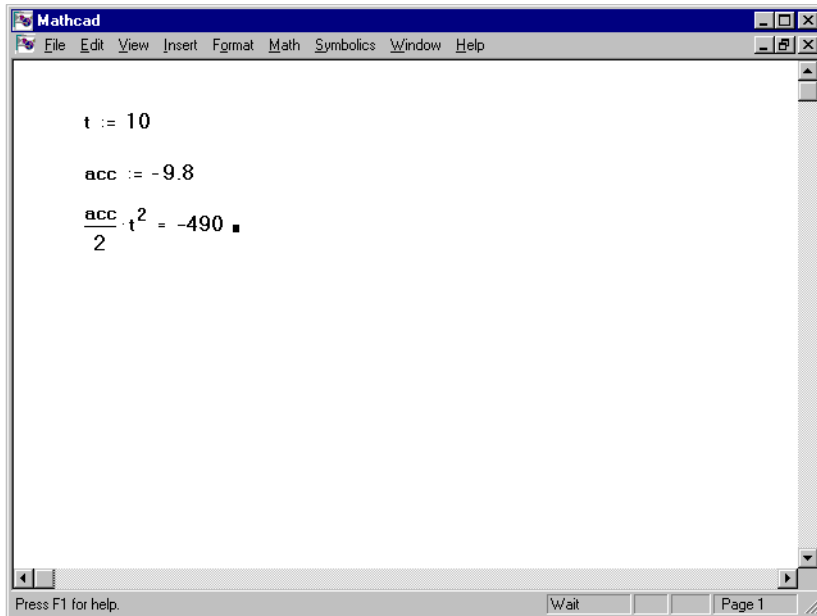 Mathcad
File Edit View Insert Format Math Symbolics Window Help
t := 10
acc := -9.8
acc/2 · t² = -490 ▪
Press F1 for help. Wait Page 1